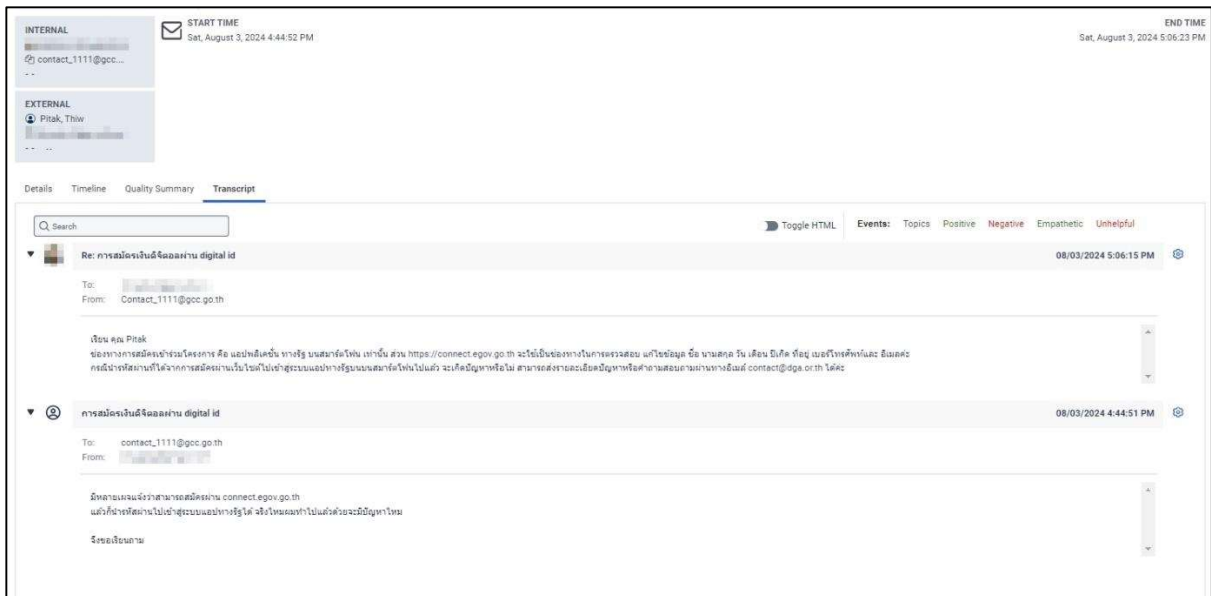 INTERNAL
contact_1111@gcc...
- -
START TIME
Sat, August 3, 2024 4:44:52 PM
END TIME
Sat, August 3, 2024 5:06:23 PM
EXTERNAL
Pitak, Thiw
- - --
Details Timeline Quality Summary Transcript
Search
Toggle HTML Events: Topics Positive Negative Empathetic Unhelpful
Re: การสมัครเงินดิจิตอลผ่าน digital id 08/03/2024 5:06:15 PM
To:
From: Contact_1111@gcc.go.th
เรียน คุณ Pitak
ช่องทางการสมัครเข้าร่วมโครงการ คือ แอปพลิเคชั่น ทางรัฐ บนสมาร์ตโฟน เท่านั้น ส่วน https://connect.egov.go.th จะใช้เป็นช่องทางในการตรวจสอบ แก้ไขข้อมูล ชื่อ นามสกุล วัน เดือน ปีเกิด ที่อยู่ เบอร์โทรศัพท์และ อีเมลค่ะ
กรณีนำรหัสผ่านที่ได้จากการสมัครผ่านเว็บไซต์ไปเข้าสู่ระบบแอปทางรัฐบนบนสมาร์ตโฟนไปแล้ว จะเกิดปัญหาหรือไม่ สามารถส่งรายละเอียดปัญหาหรือคำถามสอบถามผ่านทางอีเมล์ contact@dga.or.th ได้ค่ะ
การสมัครเงินดิจิตอลผ่าน digital id 08/03/2024 4:44:51 PM
To: contact_1111@gcc.go.th
From:
มีหลายเพจแจ้งว่าสามารถสมัครผ่าน connect.egov.go.th
แล้วก็นำรหัสผ่านไปเข้าสู่ระบบแอปทางรัฐได้ จริงไหมผมทำไปแล้วด้วยจะมีปัญหาไหม
จึงขอเรียนถาม